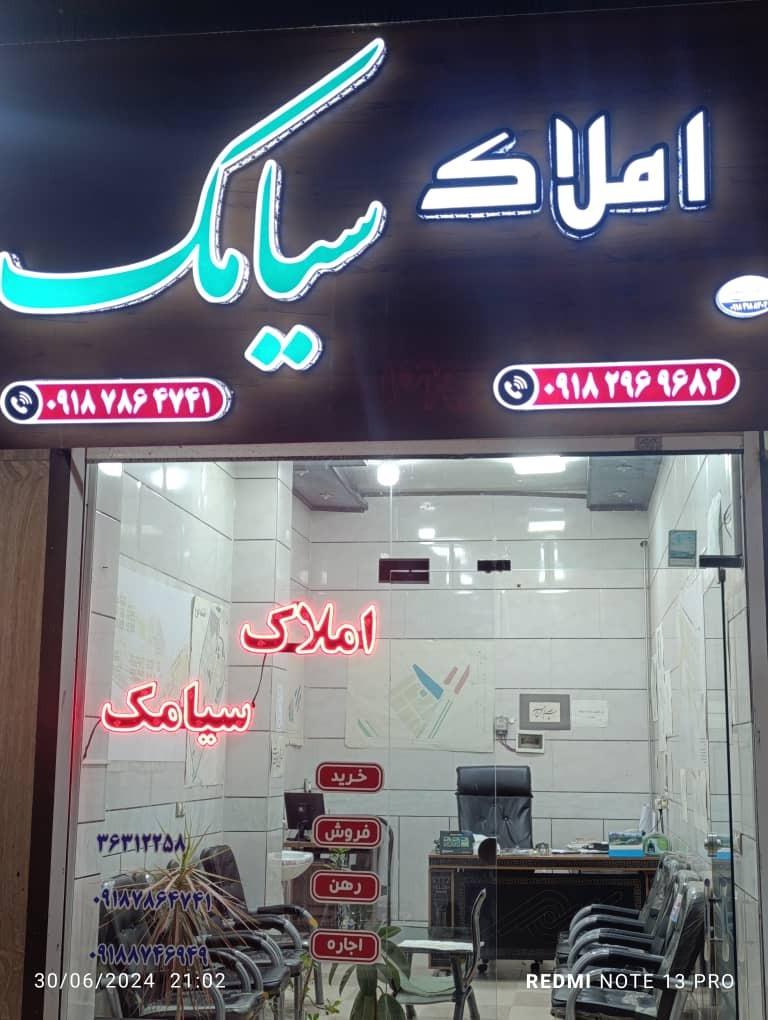 املاک
سیامک
۰۹۱۸ ۲۹۶ ۹۶۸۲
۰۹۱۸ ۷۸۶ ۴۷۴۱
املاک
سیامک
خرید
فروش
رهن
اجاره
۳۶۳۱۲۲۵۸
۰۹۱۸۷۸۶۴۷۴۱
۰۹۱۸۸۷۴۶۹۴۹
30/06/2024 21:02
REDMI NOTE 13 PRO